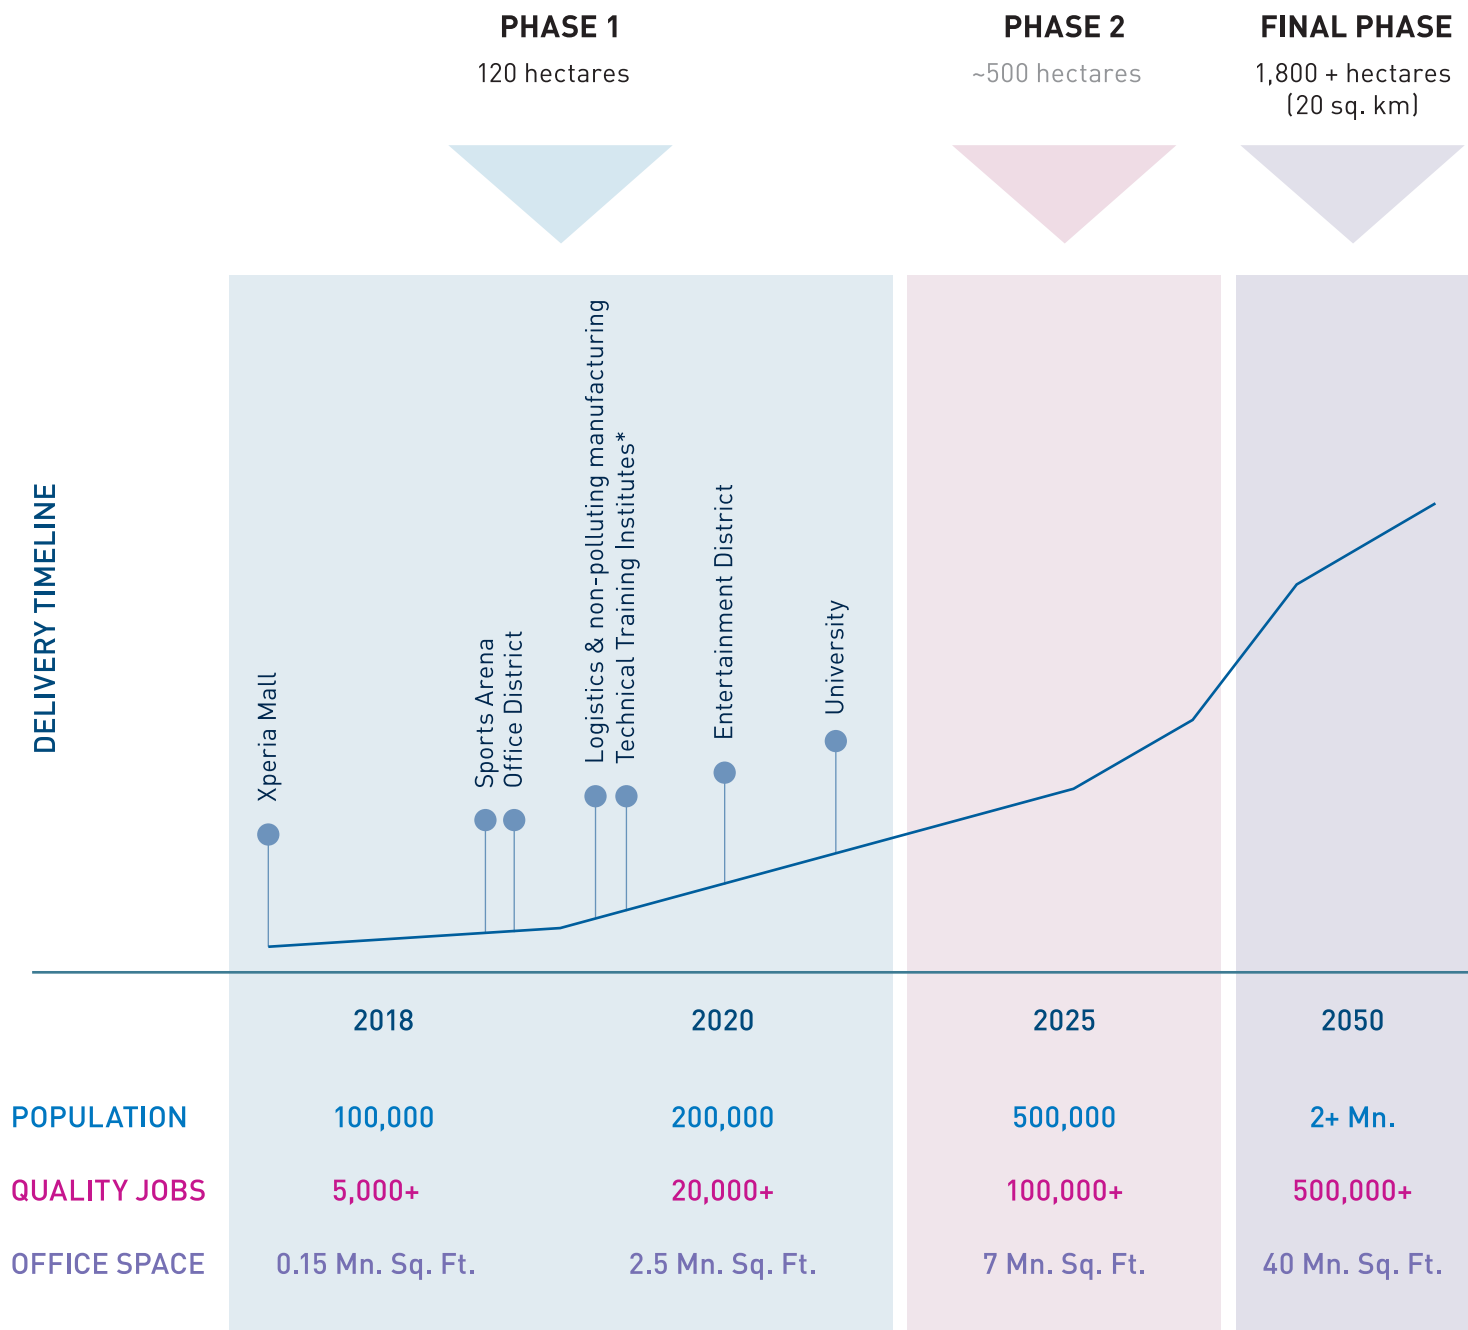 PHASE 1
120 hectares
PHASE 2
~500 hectares
FINAL PHASE
1,800 + hectares
(20 sq. km)
DELIVERY TIMELINE
Xperia Mall
Sports Arena
Office District
Logistics & non-polluting manufacturing
Technical Training Institutes*
Entertainment District
University
2018 2020 2025 2050
POPULATION 100,000 200,000 500,000 2+ Mn.
QUALITY JOBS 5,000+ 20,000+ 100,000+ 500,000+
OFFICE SPACE 0.15 Mn. Sq. Ft. 2.5 Mn. Sq. Ft. 7 Mn. Sq. Ft. 40 Mn. Sq. Ft.